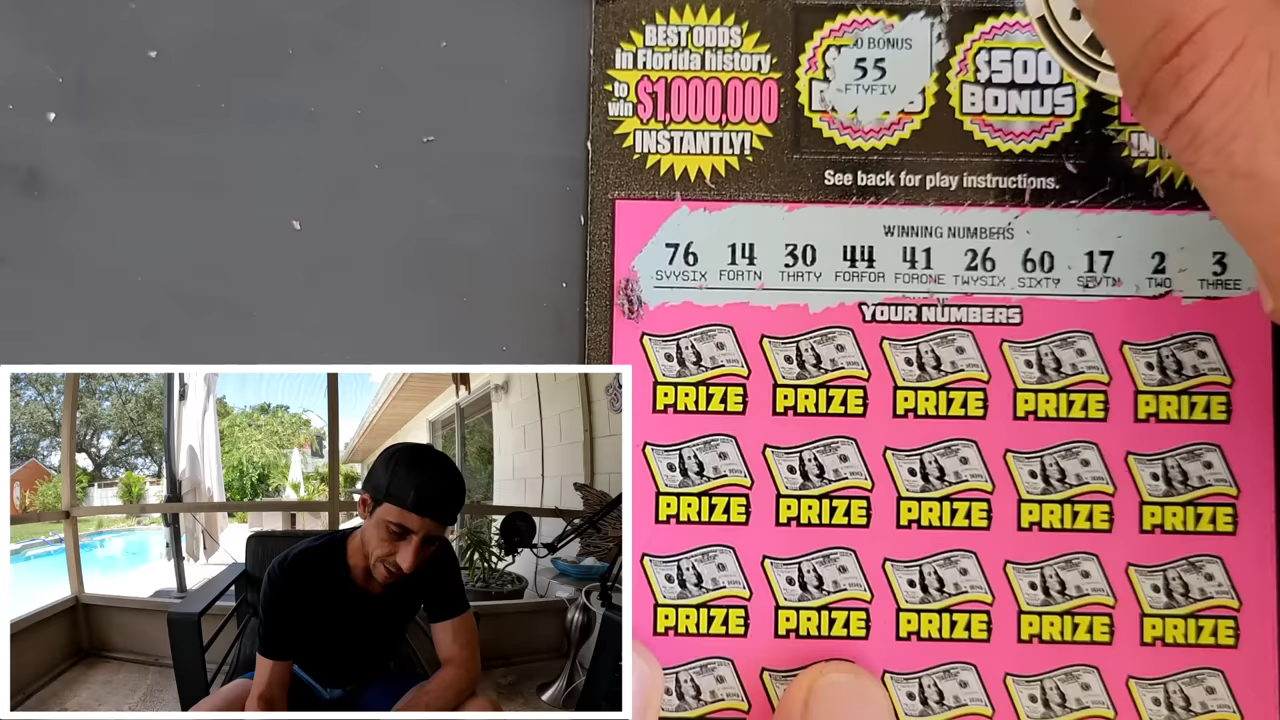 BEST ODDS
in Florida history
to win $1,000,000
INSTANTLY!
0 BONUS
55
FTYFIV
$500
BONUS
See back for play instructions.
WINNING NUMBERS
76 14 30 44 41 26 60 17 2 3
SVYSIX FORTN THRTY FORFOR FORONE TWYSIX SIXTY SEVTN TWO THREE
YOUR NUMBERS
PRIZE PRIZE PRIZE PRIZE PRIZE
PRIZE PRIZE PRIZE PRIZE PRIZE
PRIZE PRIZE PRIZE PRIZE PRIZE